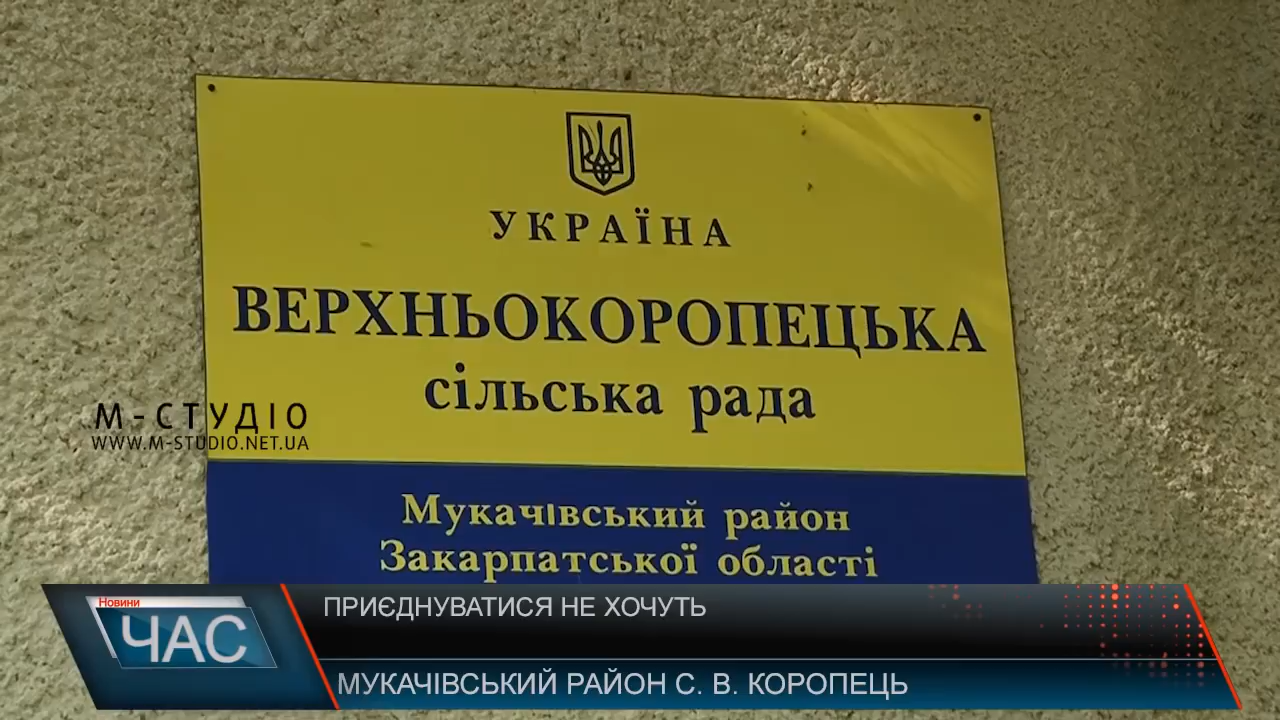 УКРАЇНА
ВЕРХНЬОКОРОПЕЦЬКА
сільська рада
М-СТУДІО
WWW.M-STUDIO.NET.UA
Мукачівський район
Закарпатської області
Новини
ЧАС
ПРИЄДНУВАТИСЯ НЕ ХОЧУТЬ
МУКАЧІВСЬКИЙ РАЙОН С. В. КОРОПЕЦЬ